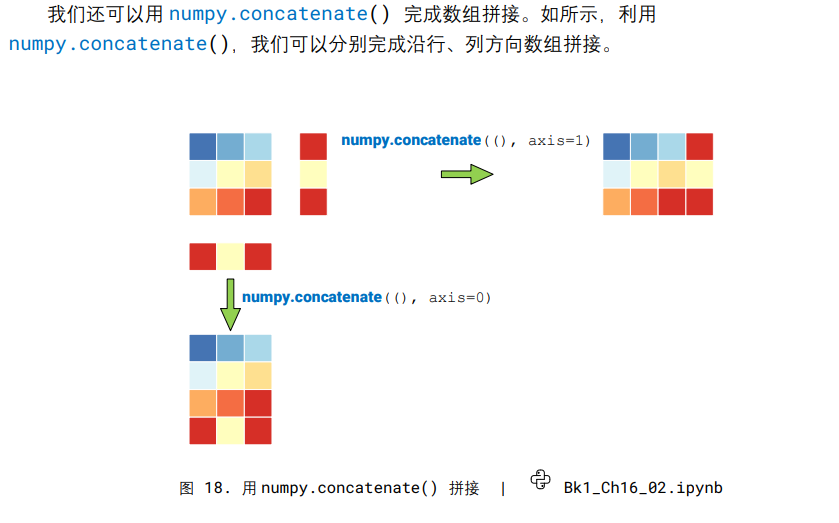 我们还可以用 numpy.concatenate() 完成数组拼接。如所示，利用
numpy.concatenate()，我们可以分别完成沿行、列方向数组拼接。
numpy.concatenate((), axis=1)
numpy.concatenate((), axis=0)
图 18. 用 numpy.concatenate() 拼接 | Bk1_Ch16_02.ipynb